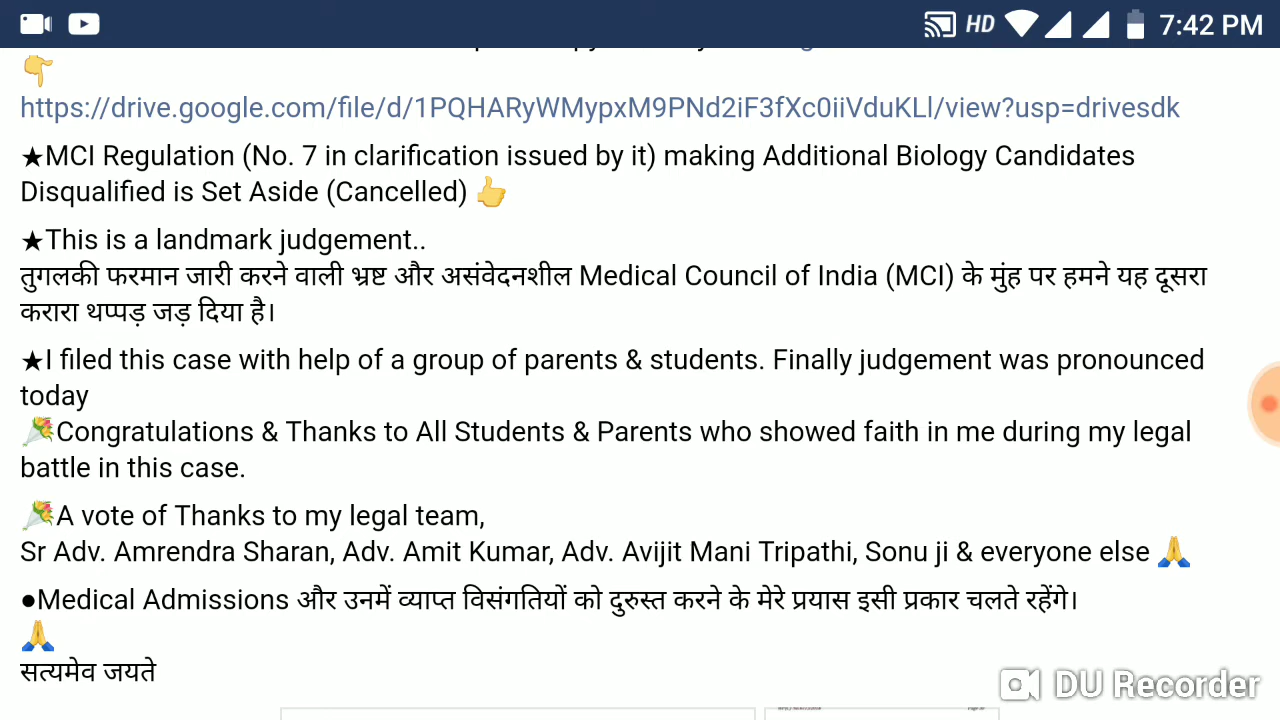 HD 7:42 PM
https://drive.google.com/file/d/1PQHARyWMypxM9PNd2iF3fXc0iiVduKLl/view?usp=drivesdk
★MCI Regulation (No. 7 in clarification issued by it) making Additional Biology Candidates
Disqualified is Set Aside (Cancelled) 👍
★This is a landmark judgement..
तुगलकी फरमान जारी करने वाली भ्रष्ट और असंवेदनशील Medical Council of India (MCI) के मुंह पर हमने यह दूसरा
करारा थप्पड़ जड़ दिया है।
★I filed this case with help of a group of parents & students. Finally judgement was pronounced
today
💐Congratulations & Thanks to All Students & Parents who showed faith in me during my legal
battle in this case.
💐A vote of Thanks to my legal team,
Sr Adv. Amrendra Sharan, Adv. Amit Kumar, Adv. Avijit Mani Tripathi, Sonu ji & everyone else 🙏
●Medical Admissions और उनमें व्याप्त विसंगतियों को दुरुस्त करने के मेरे प्रयास इसी प्रकार चलते रहेंगे।
🙏
सत्यमेव जयते
DU Recorder